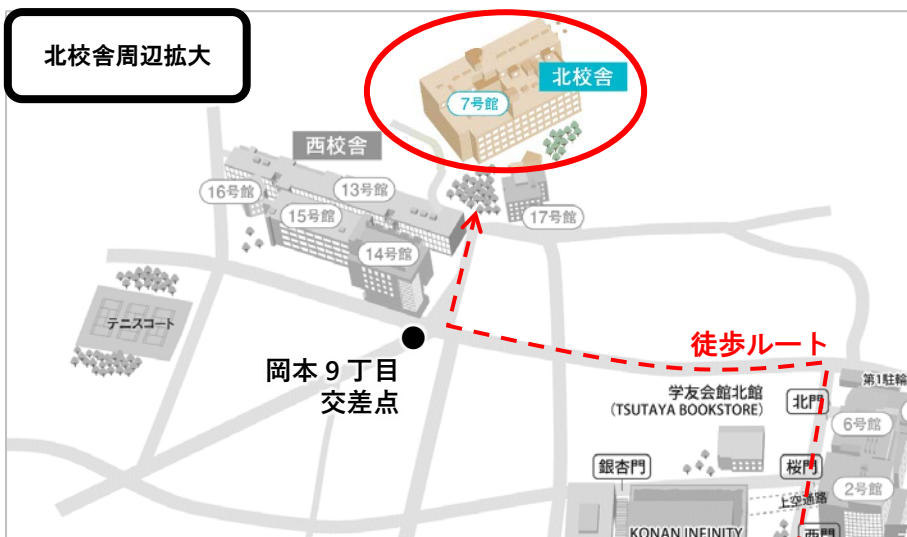 北校舎周辺拡大
北校舎
7号館
西校舎
16号館
13号館
15号館
17号館
14号館
テニスコート
岡本9丁目
交差点
徒歩ルート
第1駐輪
学友会館北館
(TSUTAYA BOOKSTORE)
北門
6号館
銀杏門
桜門
2号館
上空通路
KONAN INFINITY
西門